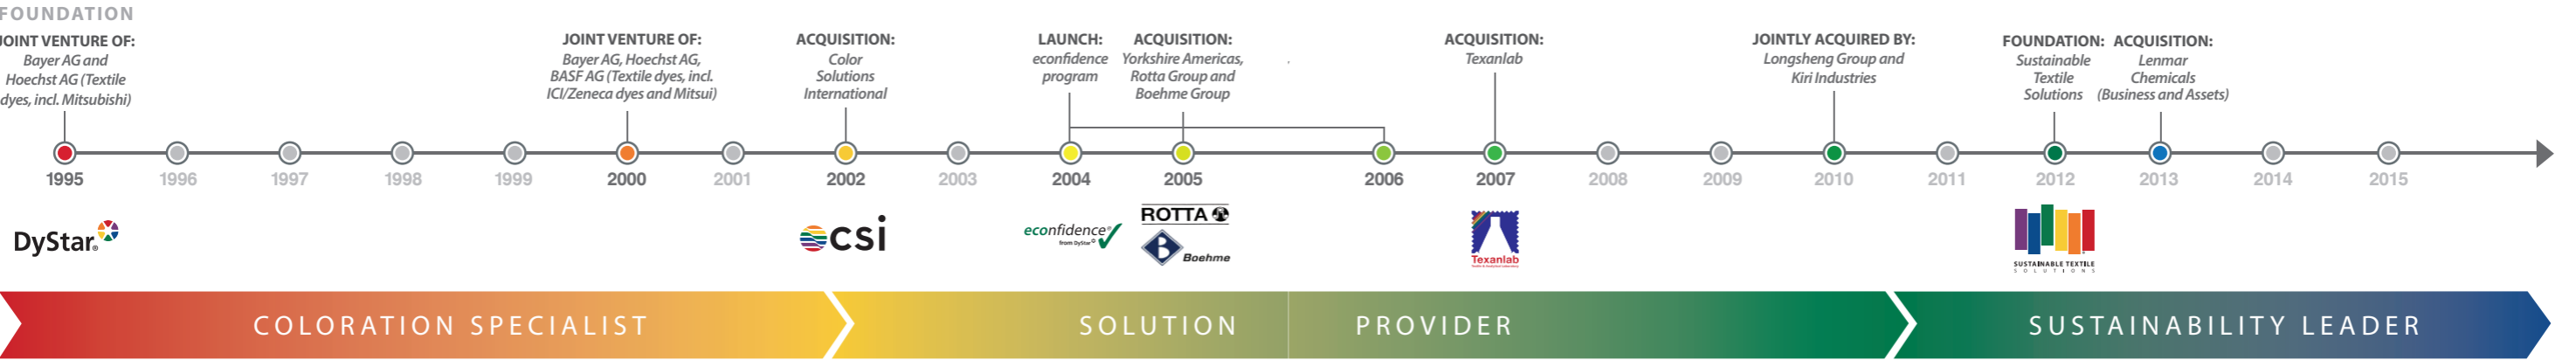 FOUNDATION
JOINT VENTURE OF:
Bayer AG and
Hoechst AG (Textile
dyes, incl. Mitsubishi)
JOINT VENTURE OF:
Bayer AG, Hoechst AG,
BASF AG (Textile dyes, incl.
ICI/Zeneca dyes and Mitsui)
ACQUISITION:
Color
Solutions
International
LAUNCH:
econfidence
program
ACQUISITION:
Yorkshire Americas,
Rotta Group and
Boehme Group
ACQUISITION:
Texanlab
JOINTLY ACQUIRED BY:
Longsheng Group and
Kiri Industries
FOUNDATION:
Sustainable
Textile
Solutions
ACQUISITION:
Lenmar
Chemicals
(Business and Assets)
1995 1996 1997 1998 1999 2000 2001 2002 2003 2004 2005 2006 2007 2008 2009 2010 2011 2012 2013 2014 2015
DyStar®
csi
econfidence®
from DyStar®
ROTTA
B Boehme
Texanlab
SUSTAINABLE TEXTILE
SOLUTIONS
COLORATION SPECIALIST
SOLUTION PROVIDER
SUSTAINABILITY LEADER